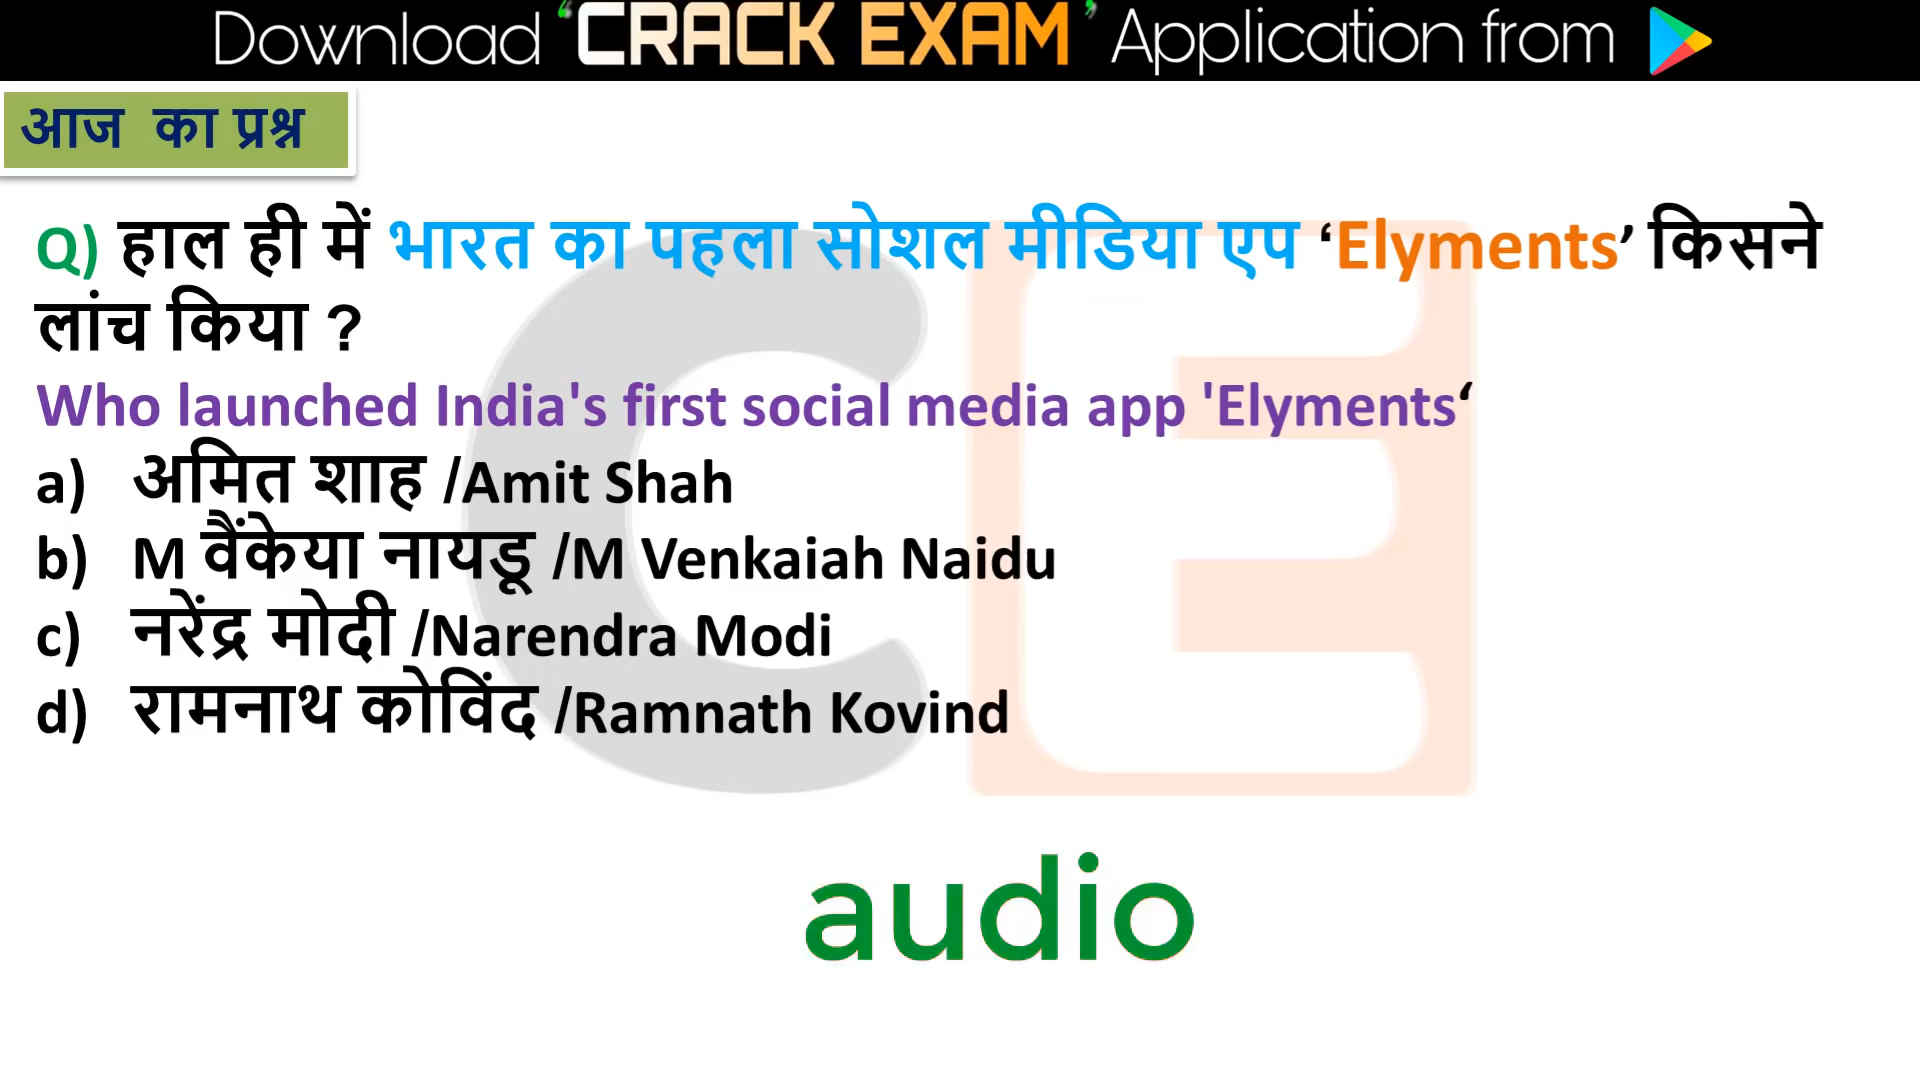 Download ‘CRACK EXAM’ Application from
आज का प्रश्न
Q) हाल ही में भारत का पहला सोशल मीडिया एप ‘Elyments’ किसने
लांच किया ?
Who launched India's first social media app 'Elyments‘
a) अमित शाह /Amit Shah
b) M वैंकेया नायडू /M Venkaiah Naidu
c) नरेंद्र मोदी /Narendra Modi
d) रामनाथ कोविंद /Ramnath Kovind
CE
audio